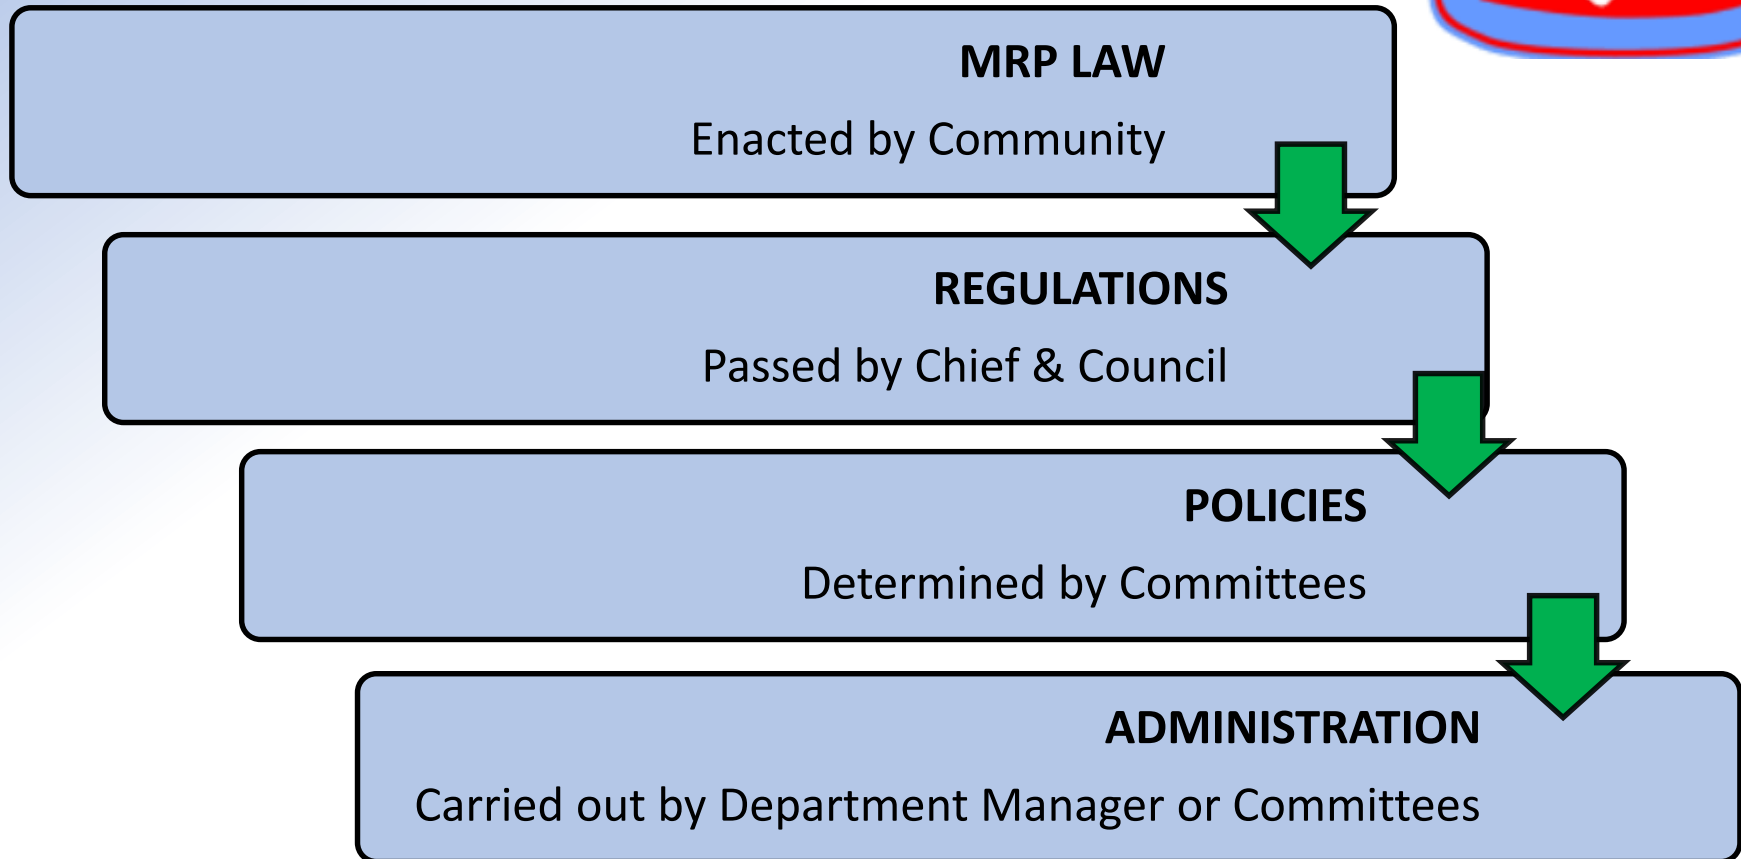 MRP LAW
Enacted by Community
REGULATIONS
Passed by Chief & Council
POLICIES
Determined by Committees
ADMINISTRATION
Carried out by Department Manager or Committees